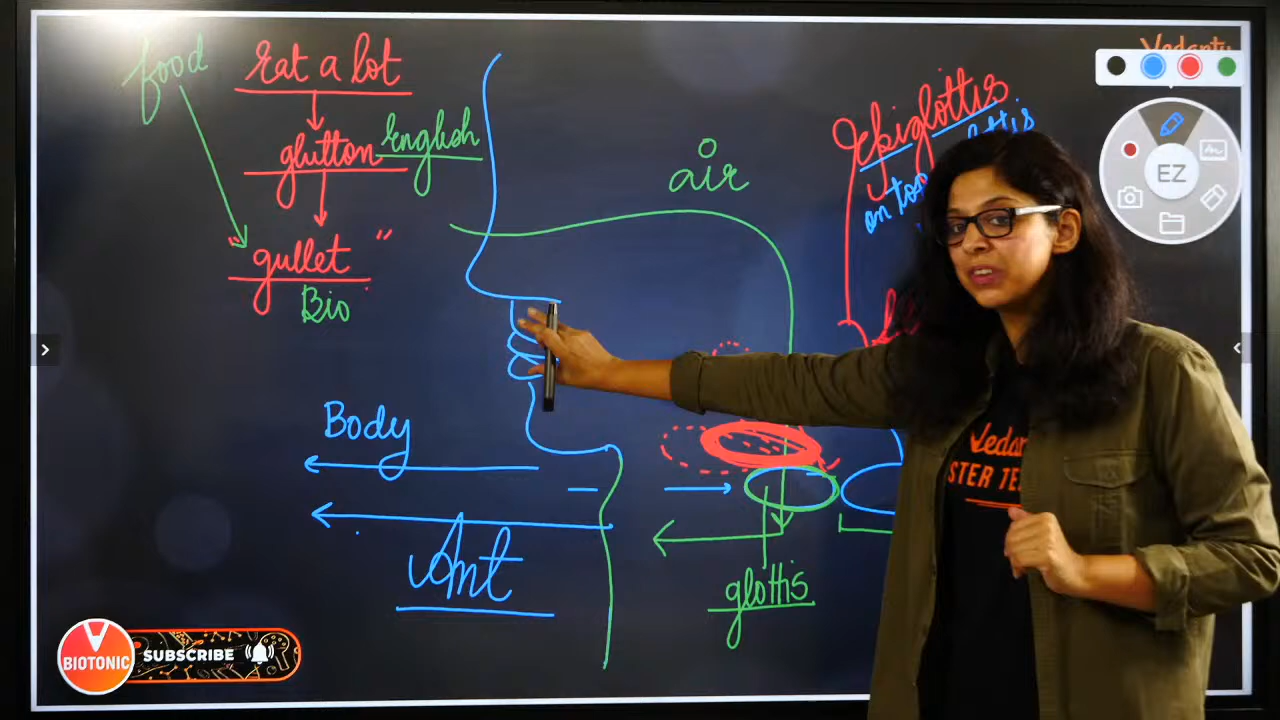 food
Eat a lot
glutton English
"gullet"
Bio
air
Epiglottis
on top
Body
Ant
glottis
Vedantu
EZ
BIOTONIC
SUBSCRIBE